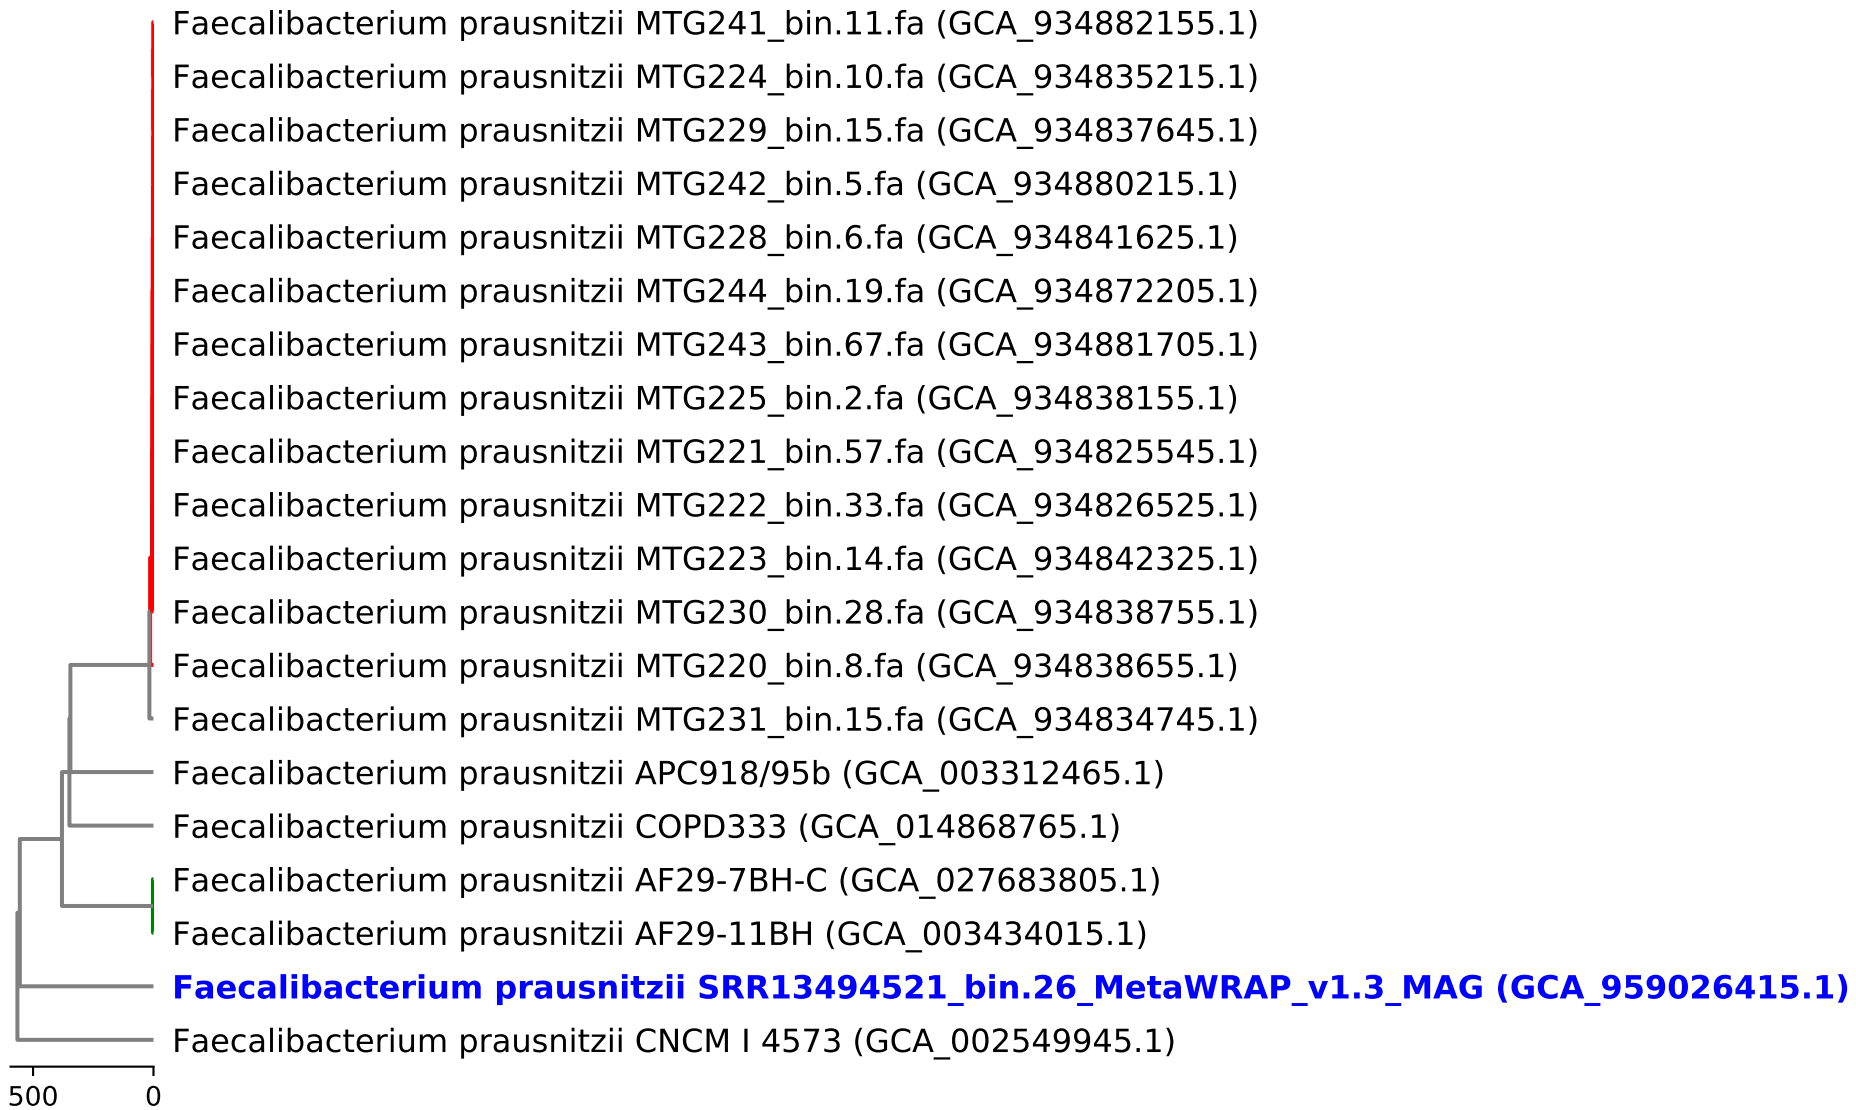 Faecalibacterium prausnitzii MTG241_bin.11.fa (GCA_934882155.1)
Faecalibacterium prausnitzii MTG224_bin.10.fa (GCA_934835215.1)
Faecalibacterium prausnitzii MTG229_bin.15.fa (GCA_934837645.1)
Faecalibacterium prausnitzii MTG242_bin.5.fa (GCA_934880215.1)
Faecalibacterium prausnitzii MTG228_bin.6.fa (GCA_934841625.1)
Faecalibacterium prausnitzii MTG244_bin.19.fa (GCA_934872205.1)
Faecalibacterium prausnitzii MTG243_bin.67.fa (GCA_934881705.1)
Faecalibacterium prausnitzii MTG225_bin.2.fa (GCA_934838155.1)
Faecalibacterium prausnitzii MTG221_bin.57.fa (GCA_934825545.1)
Faecalibacterium prausnitzii MTG222_bin.33.fa (GCA_934826525.1)
Faecalibacterium prausnitzii MTG223_bin.14.fa (GCA_934842325.1)
Faecalibacterium prausnitzii MTG230_bin.28.fa (GCA_934838755.1)
Faecalibacterium prausnitzii MTG220_bin.8.fa (GCA_934838655.1)
Faecalibacterium prausnitzii MTG231_bin.15.fa (GCA_934834745.1)
Faecalibacterium prausnitzii APC918/95b (GCA_003312465.1)
Faecalibacterium prausnitzii COPD333 (GCA_014868765.1)
Faecalibacterium prausnitzii AF29-7BH-C (GCA_027683805.1)
Faecalibacterium prausnitzii AF29-11BH (GCA_003434015.1)
Faecalibacterium prausnitzii SRR13494521_bin.26_MetaWRAP_v1.3_MAG (GCA_959026415.1)
Faecalibacterium prausnitzii CNCM I 4573 (GCA_002549945.1)
500 0